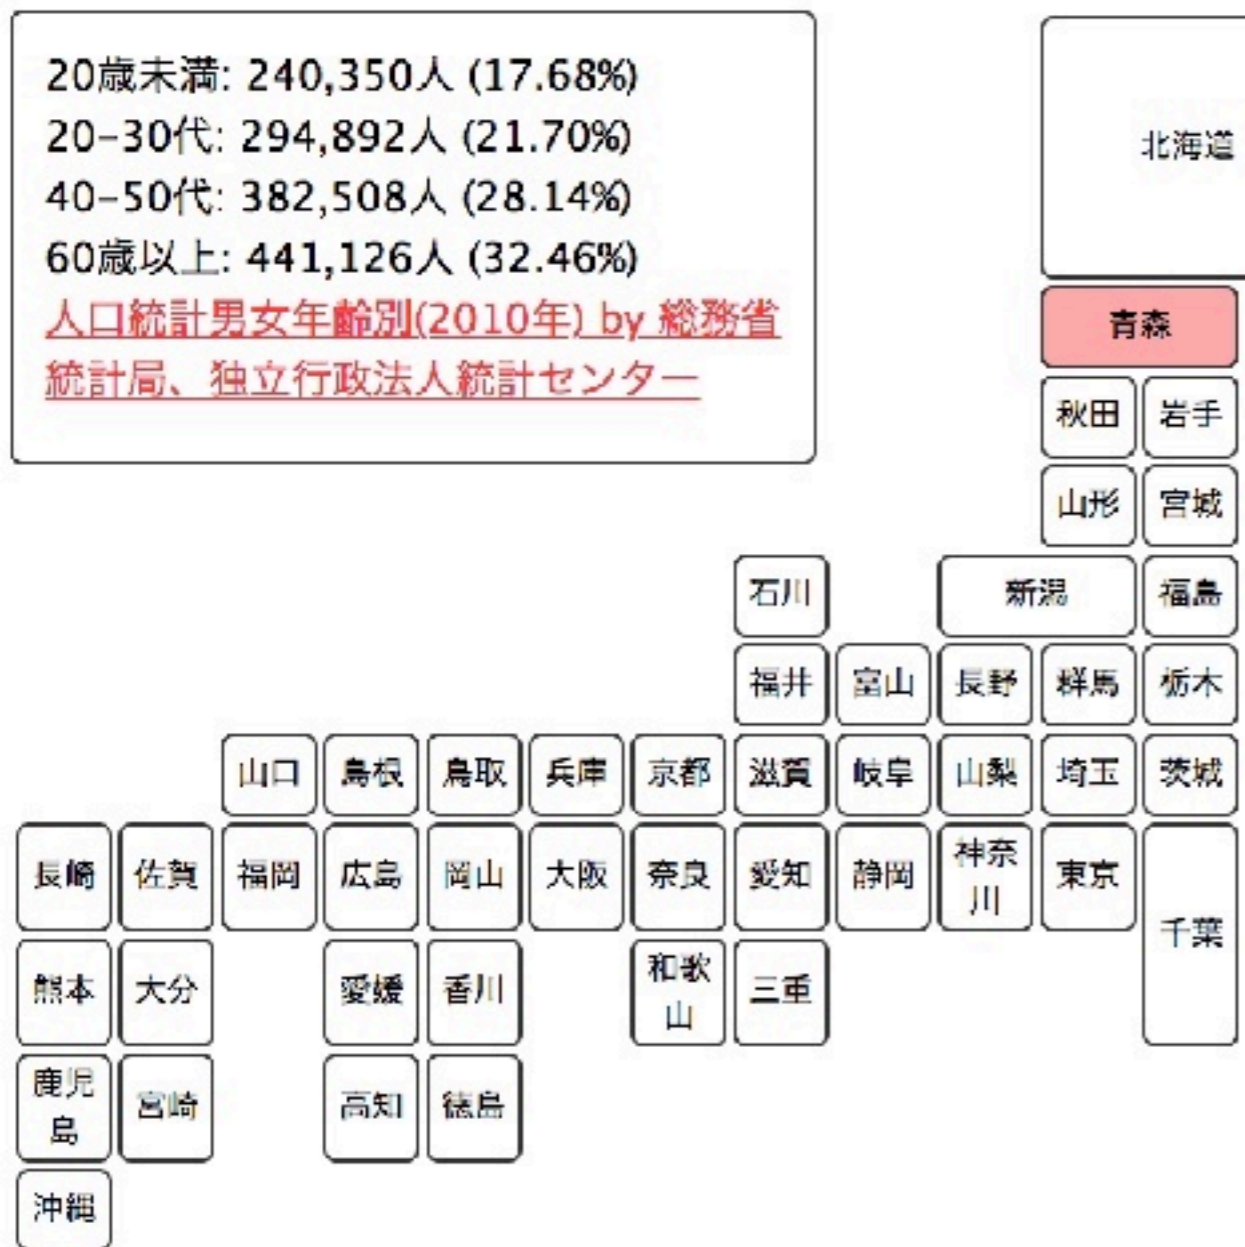 20歳未満: 240,350人 (17.68%)
20-30代: 294,892人 (21.70%)
40-50代: 382,508人 (28.14%)
60歳以上: 441,126人 (32.46%)
人口統計男女年齢別(2010年) by 総務省
統計局、独立行政法人統計センター
北海道
青森
秋田 岩手
山形 宮城
石川 新潟 福島
福井 富山 長野 群馬 栃木
山口 島根 鳥取 兵庫 京都 滋賀 岐阜 山梨 埼玉 茨城
長崎 佐賀 福岡 広島 岡山 大阪 奈良 愛知 静岡 神奈川 東京 千葉
熊本 大分 愛媛 香川 和歌山 三重
鹿児島 宮崎 高知 徳島
沖縄